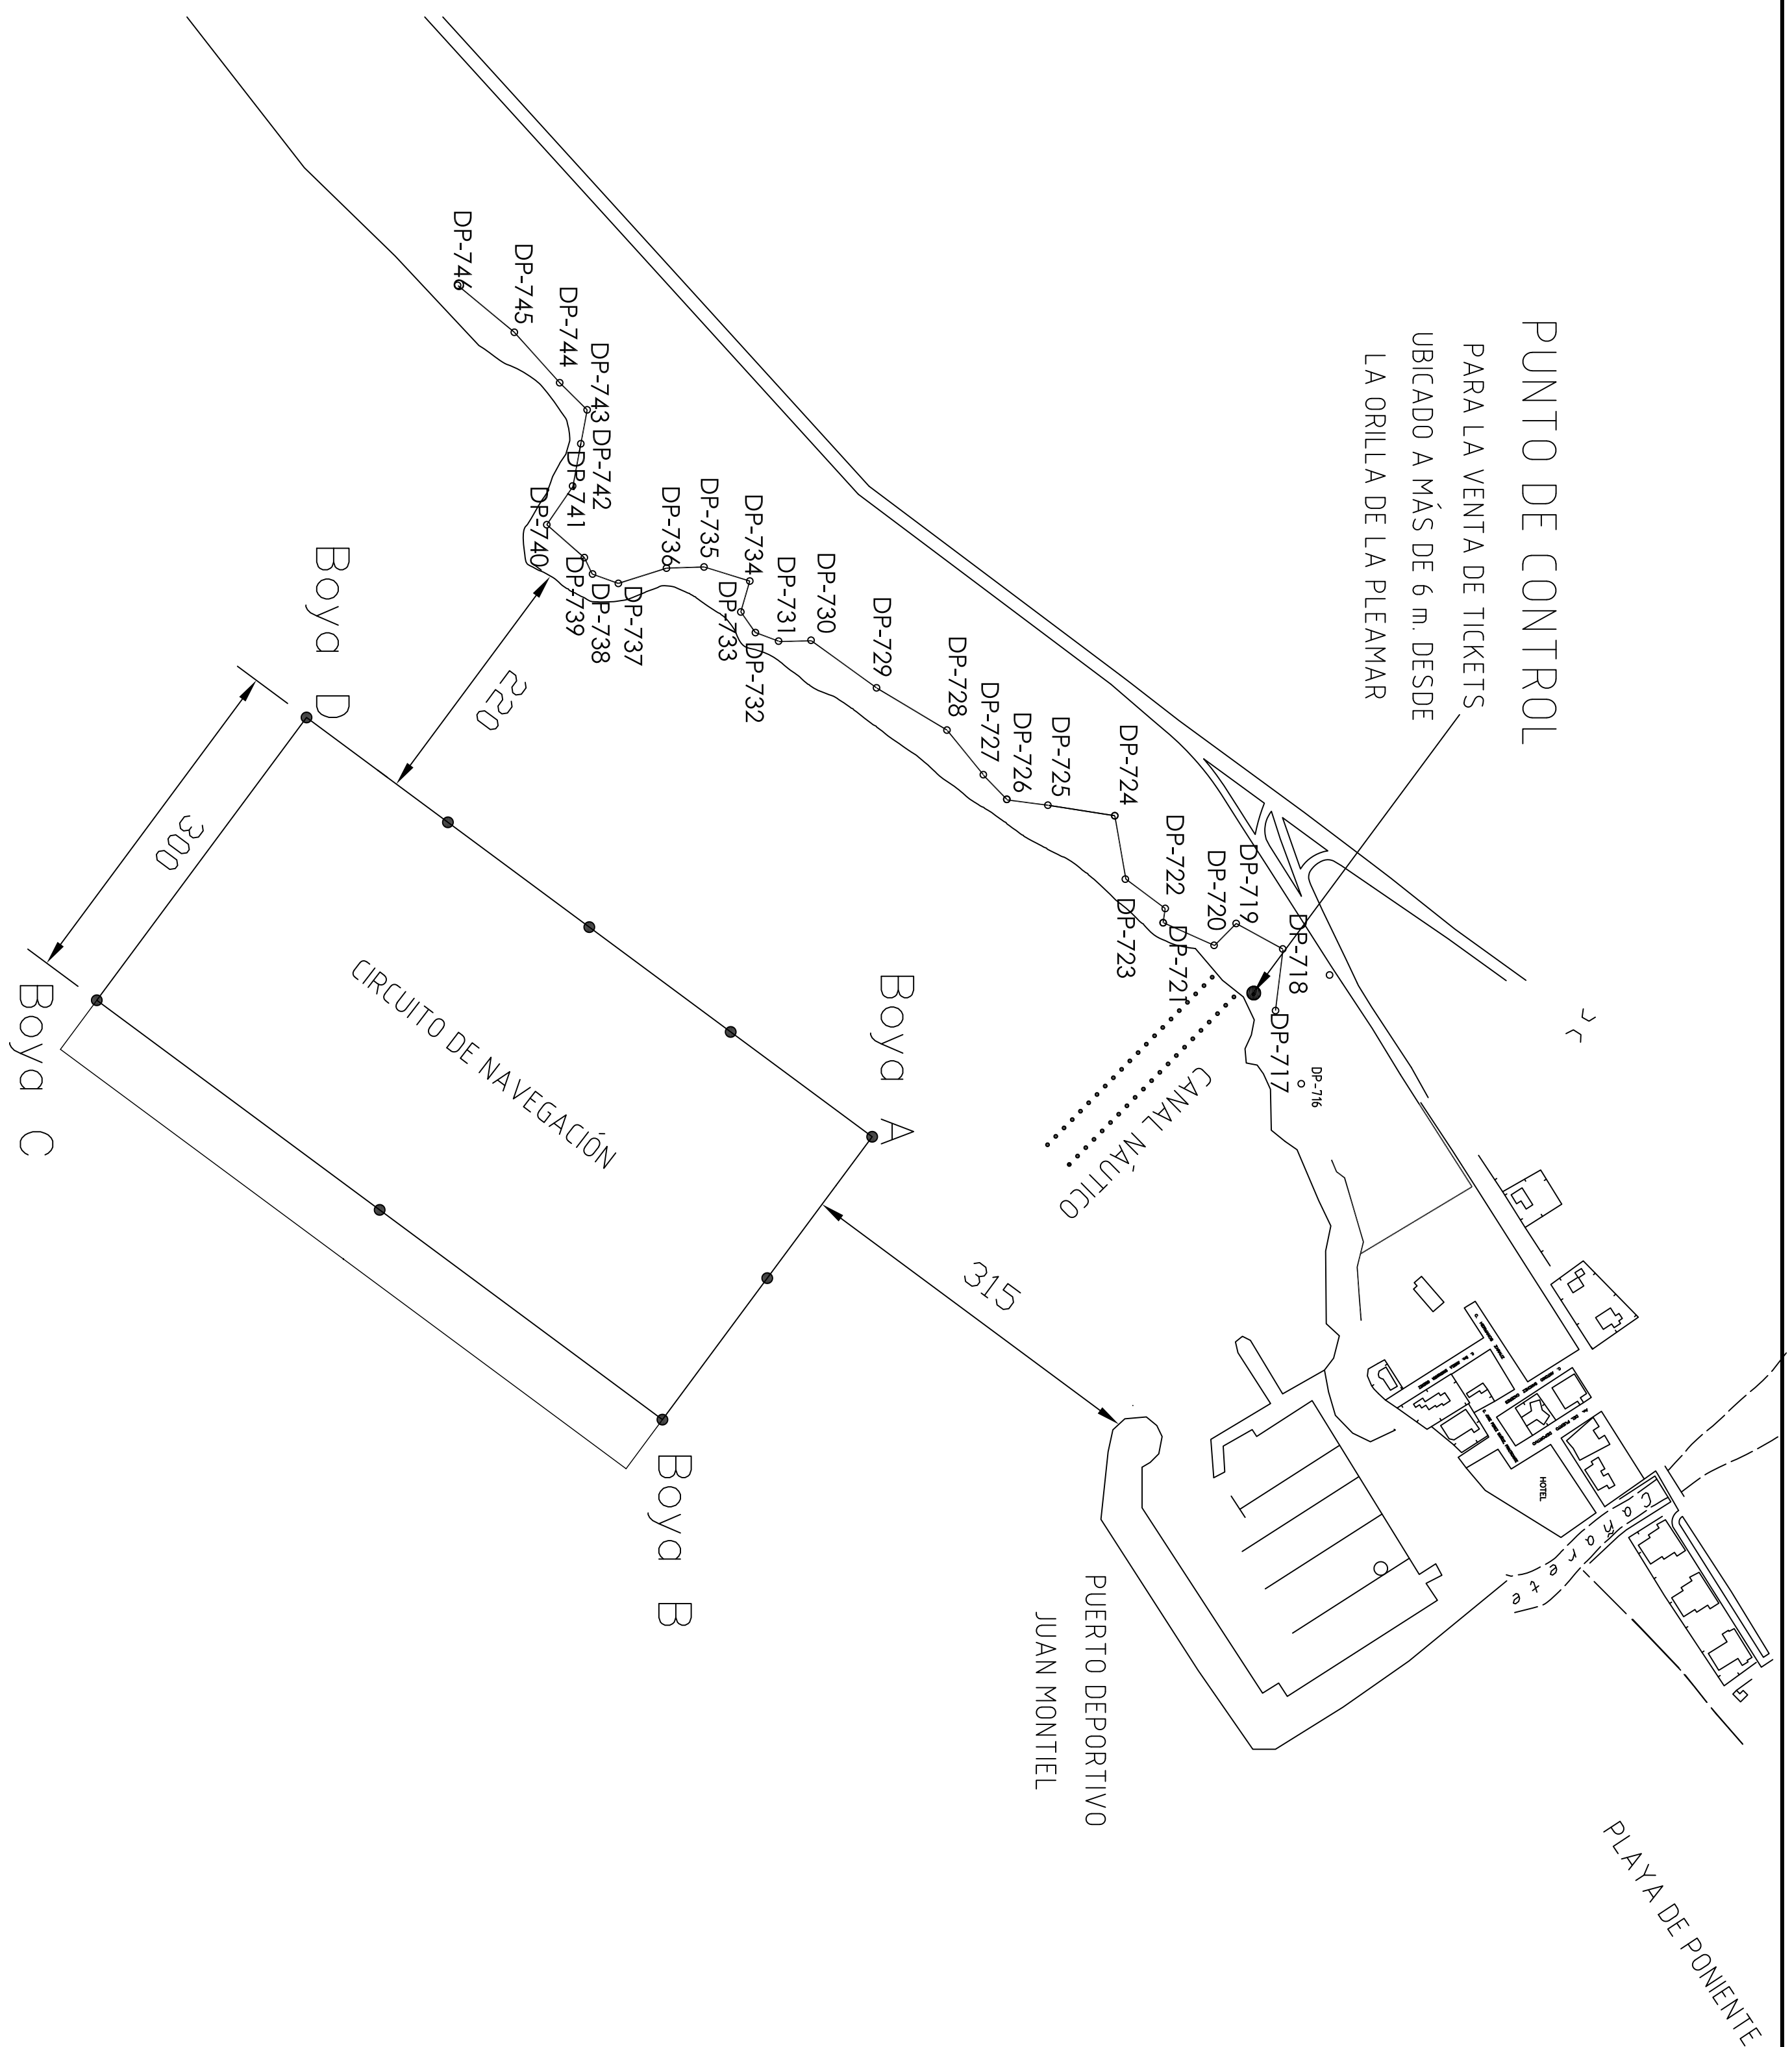 PUNTO DE CONTROL
PARA LA VENTA DE TICKETS
UBICADO A MÁS DE 6 m. DESDE
LA ORILLA DE LA PLEAMAR
DP-746
DP-745
DP-744
DP-743
DP-742
DP-741
DP-740
DP-739
DP-738
DP-737
DP-736
DP-735
DP-734
DP-733
DP-732
DP-731
DP-730
DP-729
DP-728
DP-727
DP-726
DP-725
DP-724
DP-723
DP-722
DP-721
DP-720
DP-719
DP-718
DP-717
DP-716
Boya D
220
300
Boya C
CIRCUITO DE NAVEGACIÓN
Boya A
CANAL NÁUTICO
315
Boya B
HOTEL
Cañarete
PUERTO DEPORTIVO
JUAN MONTIEL
PLAYA DE PONIENTE